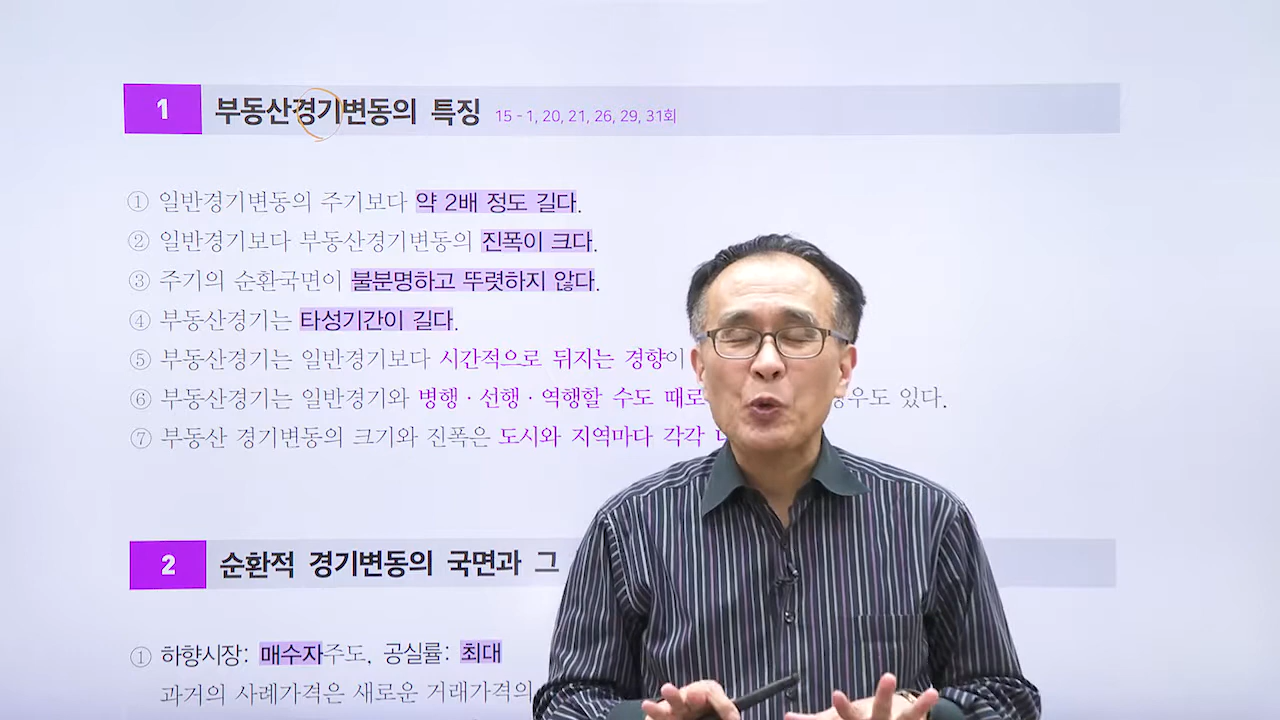 1 부동산경기변동의 특징 15-1, 20, 21, 26, 29, 31회
① 일반경기변동의 주기보다 약 2배 정도 길다.
② 일반경기보다 부동산경기변동의 진폭이 크다.
③ 주기의 순환국면이 불분명하고 뚜렷하지 않다.
④ 부동산경기는 타성기간이 길다.
⑤ 부동산경기는 일반경기보다 시간적으로 뒤지는 경향이
⑥ 부동산경기는 일반경기와 병행·선행·역행할 수도 때로 경우도 있다.
⑦ 부동산 경기변동의 크기와 진폭은 도시와 지역마다 각각
2 순환적 경기변동의 국면과 그
① 하향시장: 매수자주도, 공실률: 최대
과거의 사례가격은 새로운 거래가격의